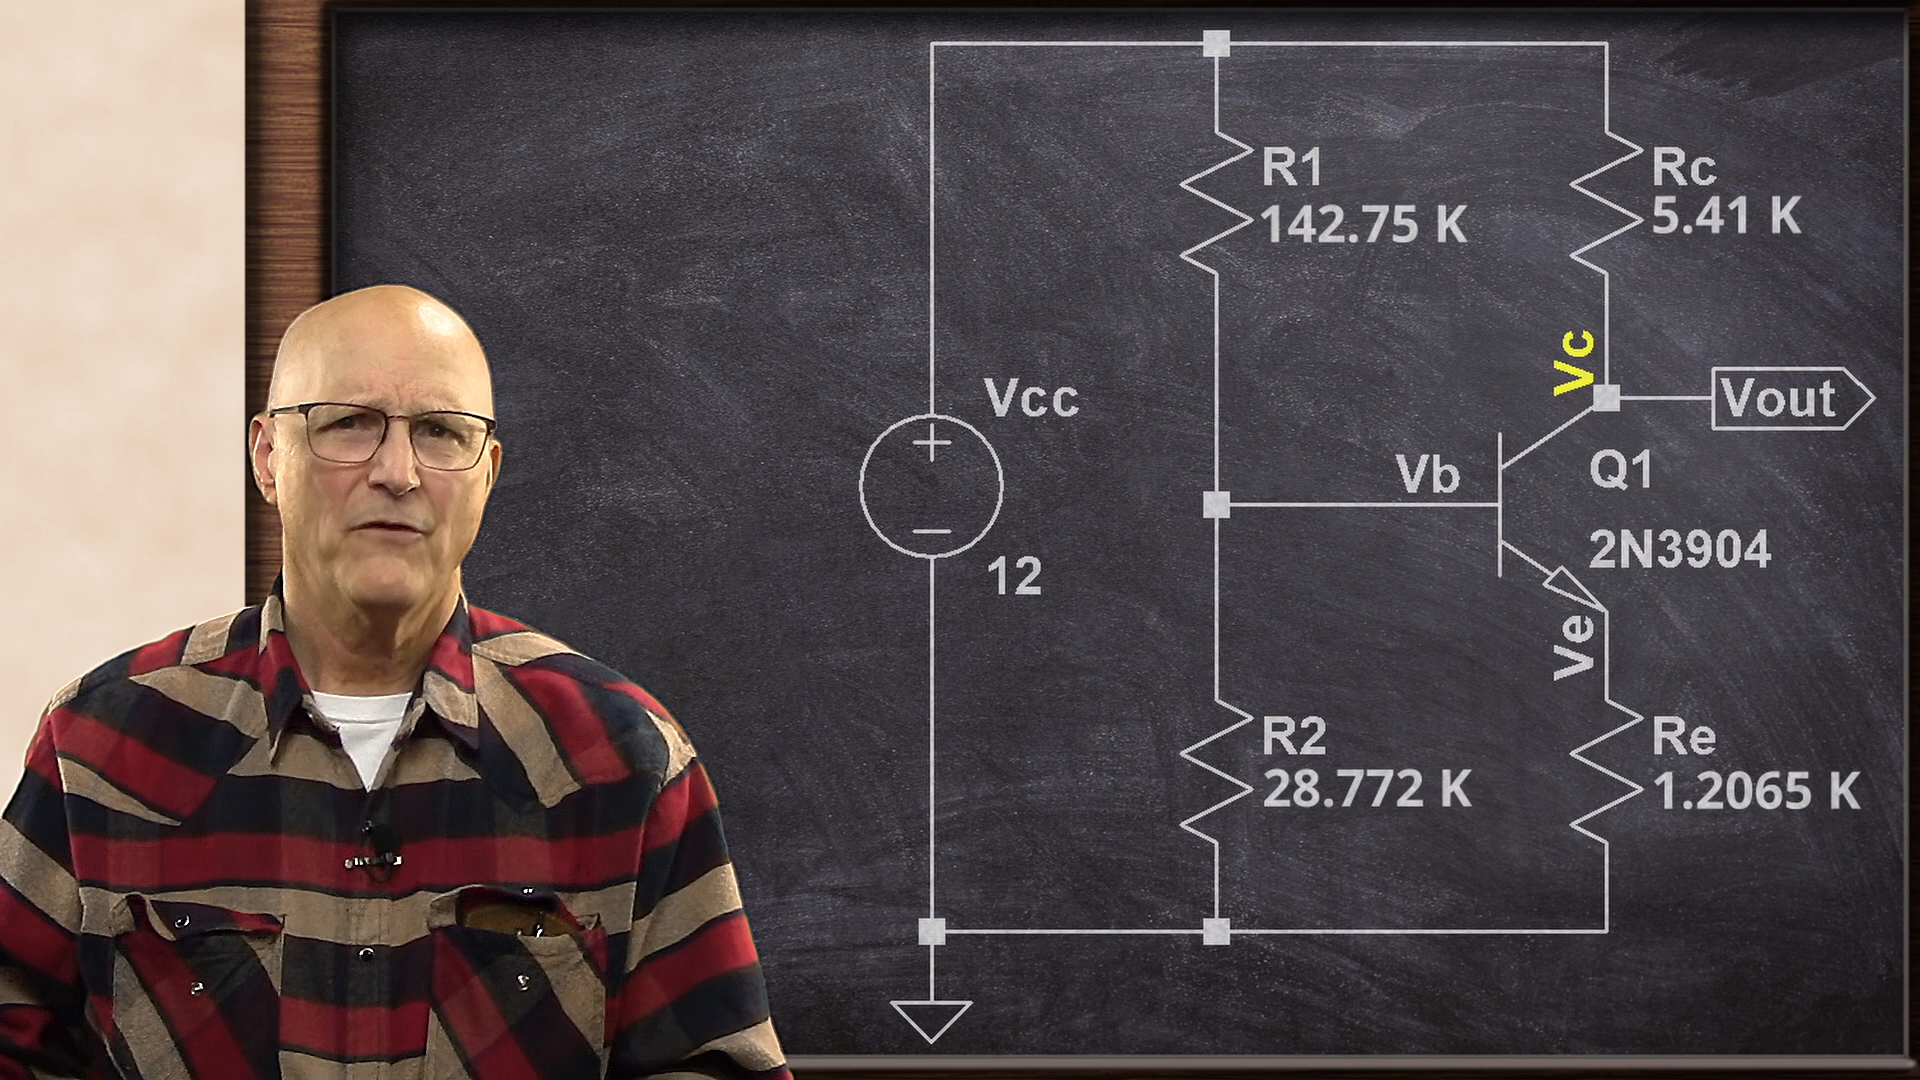 R1
142.75 K
Rc
5.41 K
Vcc
12
Vc
Vout
Vb
Q1
2N3904
Ve
R2
28.772 K
Re
1.2065 K